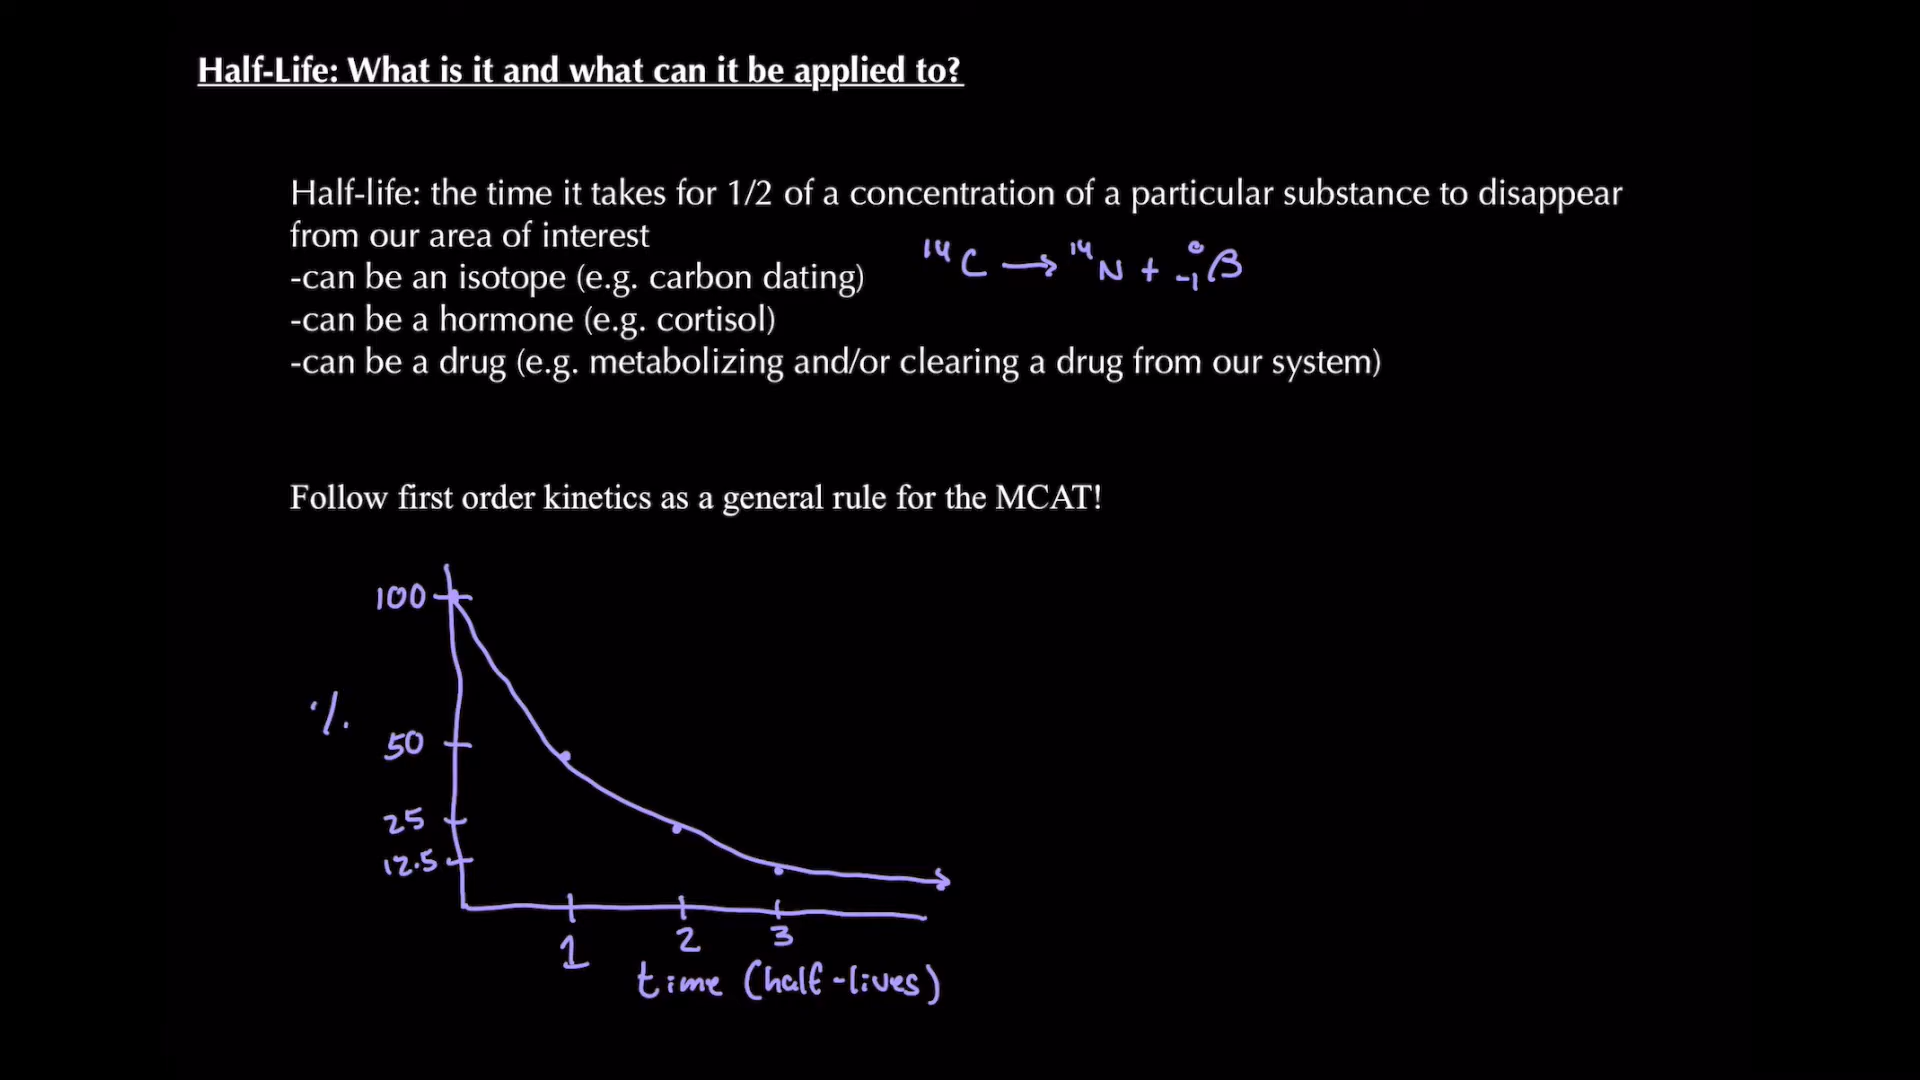 Half-Life: What is it and what can it be applied to?
Half-life: the time it takes for 1/2 of a concentration of a particular substance to disappear
from our area of interest
-can be an isotope (e.g. carbon dating)
¹⁴C → ¹⁴N + ⁰₋₁β
-can be a hormone (e.g. cortisol)
-can be a drug (e.g. metabolizing and/or clearing a drug from our system)
Follow first order kinetics as a general rule for the MCAT!
100
%
50
25
12.5
1 2 3
time (half-lives)